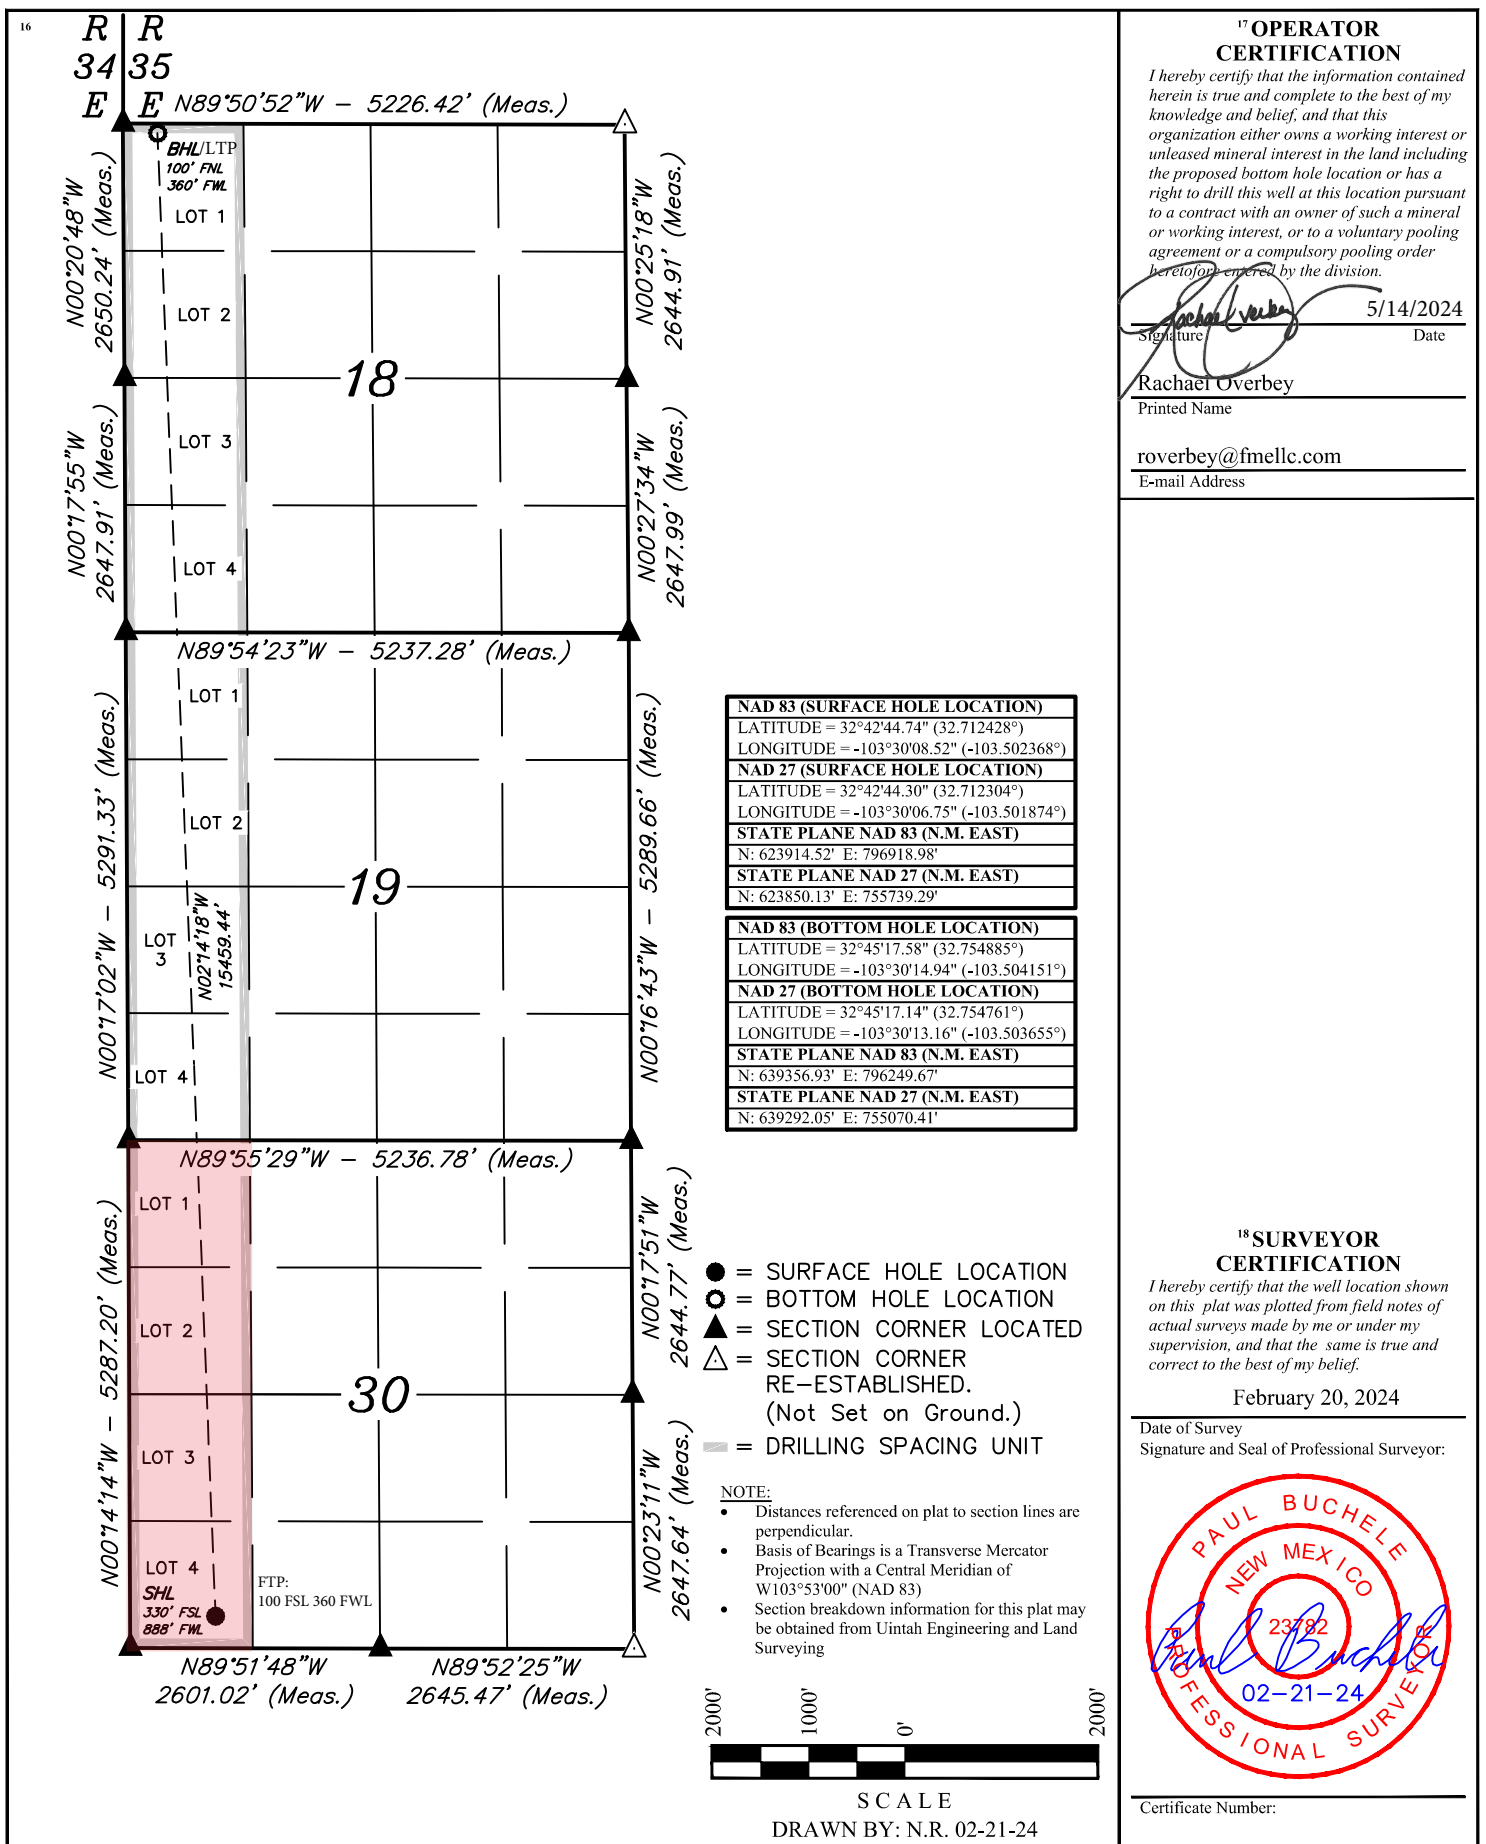 16
R R
34 35
E E
N89°50'52"W – 5226.42' (Meas.)
BHL/LTP
100' FNL
360' FWL
LOT 1
N00°20'48"W
2650.24' (Meas.)
N00°25'18"W
2644.91' (Meas.)
LOT 2
18
LOT 3
N00°17'55"W
2647.91' (Meas.)
N00°27'34"W
2647.99' (Meas.)
LOT 4
N89°54'23"W – 5237.28' (Meas.)
LOT 1
LOT 2
N00°17'02"W – 5291.33' (Meas.)
19
N00°16'43"W – 5289.66' (Meas.)
LOT
3
N02°14'18"W
15459.44'
LOT 4
N89°55'29"W – 5236.78' (Meas.)
LOT 1
LOT 2
N00°14'14"W – 5287.20' (Meas.)
30
N00°17'51"W
2644.77' (Meas.)
LOT 3
N00°23'11"W
2647.64' (Meas.)
LOT 4
SHL
330' FSL
888' FWL
FTP:
100 FSL 360 FWL
N89°51'48"W
2601.02' (Meas.)
N89°52'25"W
2645.47' (Meas.)
NAD 83 (SURFACE HOLE LOCATION)
LATITUDE = 32°42'44.74" (32.712428°)
LONGITUDE = -103°30'08.52" (-103.502368°)
NAD 27 (SURFACE HOLE LOCATION)
LATITUDE = 32°42'44.30" (32.712304°)
LONGITUDE = -103°30'06.75" (-103.501874°)
STATE PLANE NAD 83 (N.M. EAST)
N: 623914.52' E: 796918.98'
STATE PLANE NAD 27 (N.M. EAST)
N: 623850.13' E: 755739.29'
NAD 83 (BOTTOM HOLE LOCATION)
LATITUDE = 32°45'17.58" (32.754885°)
LONGITUDE = -103°30'14.94" (-103.504151°)
NAD 27 (BOTTOM HOLE LOCATION)
LATITUDE = 32°45'17.14" (32.754761°)
LONGITUDE = -103°30'13.16" (-103.503655°)
STATE PLANE NAD 83 (N.M. EAST)
N: 639356.93' E: 796249.67'
STATE PLANE NAD 27 (N.M. EAST)
N: 639292.05' E: 755070.41'
= SURFACE HOLE LOCATION
= BOTTOM HOLE LOCATION
= SECTION CORNER LOCATED
= SECTION CORNER
RE–ESTABLISHED.
(Not Set on Ground.)
= DRILLING SPACING UNIT
NOTE:
• Distances referenced on plat to section lines are
perpendicular.
• Basis of Bearings is a Transverse Mercator
Projection with a Central Meridian of
W103°53'00" (NAD 83)
• Section breakdown information for this plat may
be obtained from Uintah Engineering and Land
Surveying
2000' 1000' 0' 2000'
SCALE
DRAWN BY: N.R. 02-21-24
17 OPERATOR
CERTIFICATION
I hereby certify that the information contained
herein is true and complete to the best of my
knowledge and belief, and that this
organization either owns a working interest or
unleased mineral interest in the land including
the proposed bottom hole location or has a
right to drill this well at this location pursuant
to a contract with an owner of such a mineral
or working interest, or to a voluntary pooling
agreement or a compulsory pooling order
heretofore entered by the division.
Rachael Overbey
5/14/2024
Signature Date
Rachael Overbey
Printed Name
roverbey@fmellc.com
E-mail Address
18 SURVEYOR
CERTIFICATION
I hereby certify that the well location shown
on this plat was plotted from field notes of
actual surveys made by me or under my
supervision, and that the same is true and
correct to the best of my belief.
February 20, 2024
Date of Survey
Signature and Seal of Professional Surveyor:
PAUL BUCHELE
NEW MEXICO
23782
Paul Buchele
02–21–24
PROFESSIONAL SURVEYOR
Certificate Number: